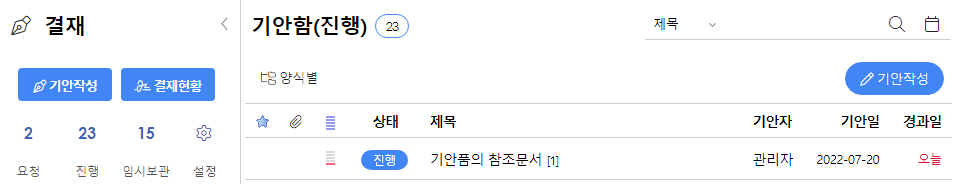 결재
기안작성 결재현황
2 23 15
요청 진행 임시보관 설정
기안함(진행) 23
제목
양식별
기안작성
상태 제목 기안자 기안일 경과일
진행 기안품의 참조문서 [1] 관리자 2022-07-20 오늘